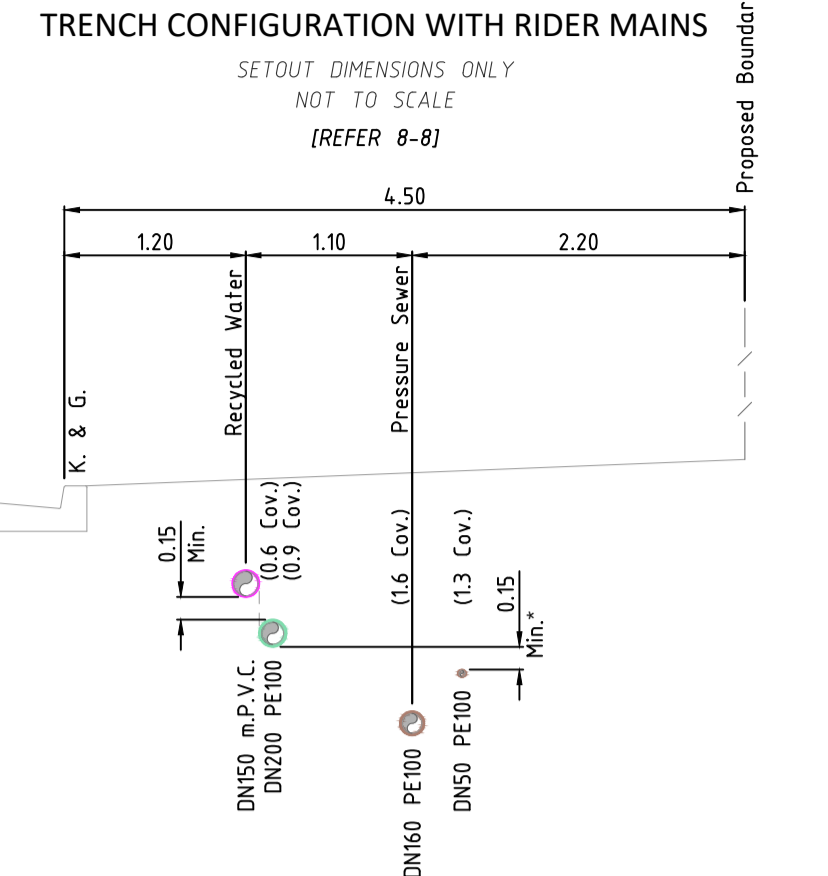 TRENCH CONFIGURATION WITH RIDER MAINS
SETOUT DIMENSIONS ONLY
NOT TO SCALE
[REFER 8-8]
Proposed Boundar
4.50
1.20
1.10
2.20
K. & G.
Recycled Water
Pressure Sewer
0.15
Min.
(0.6 Cov.)
(0.9 Cov.)
(1.6 Cov.)
(1.3 Cov.)
0.15
Min.*
DN150 m.P.V.C.
DN200 PE100
DN160 PE100
DN50 PE100